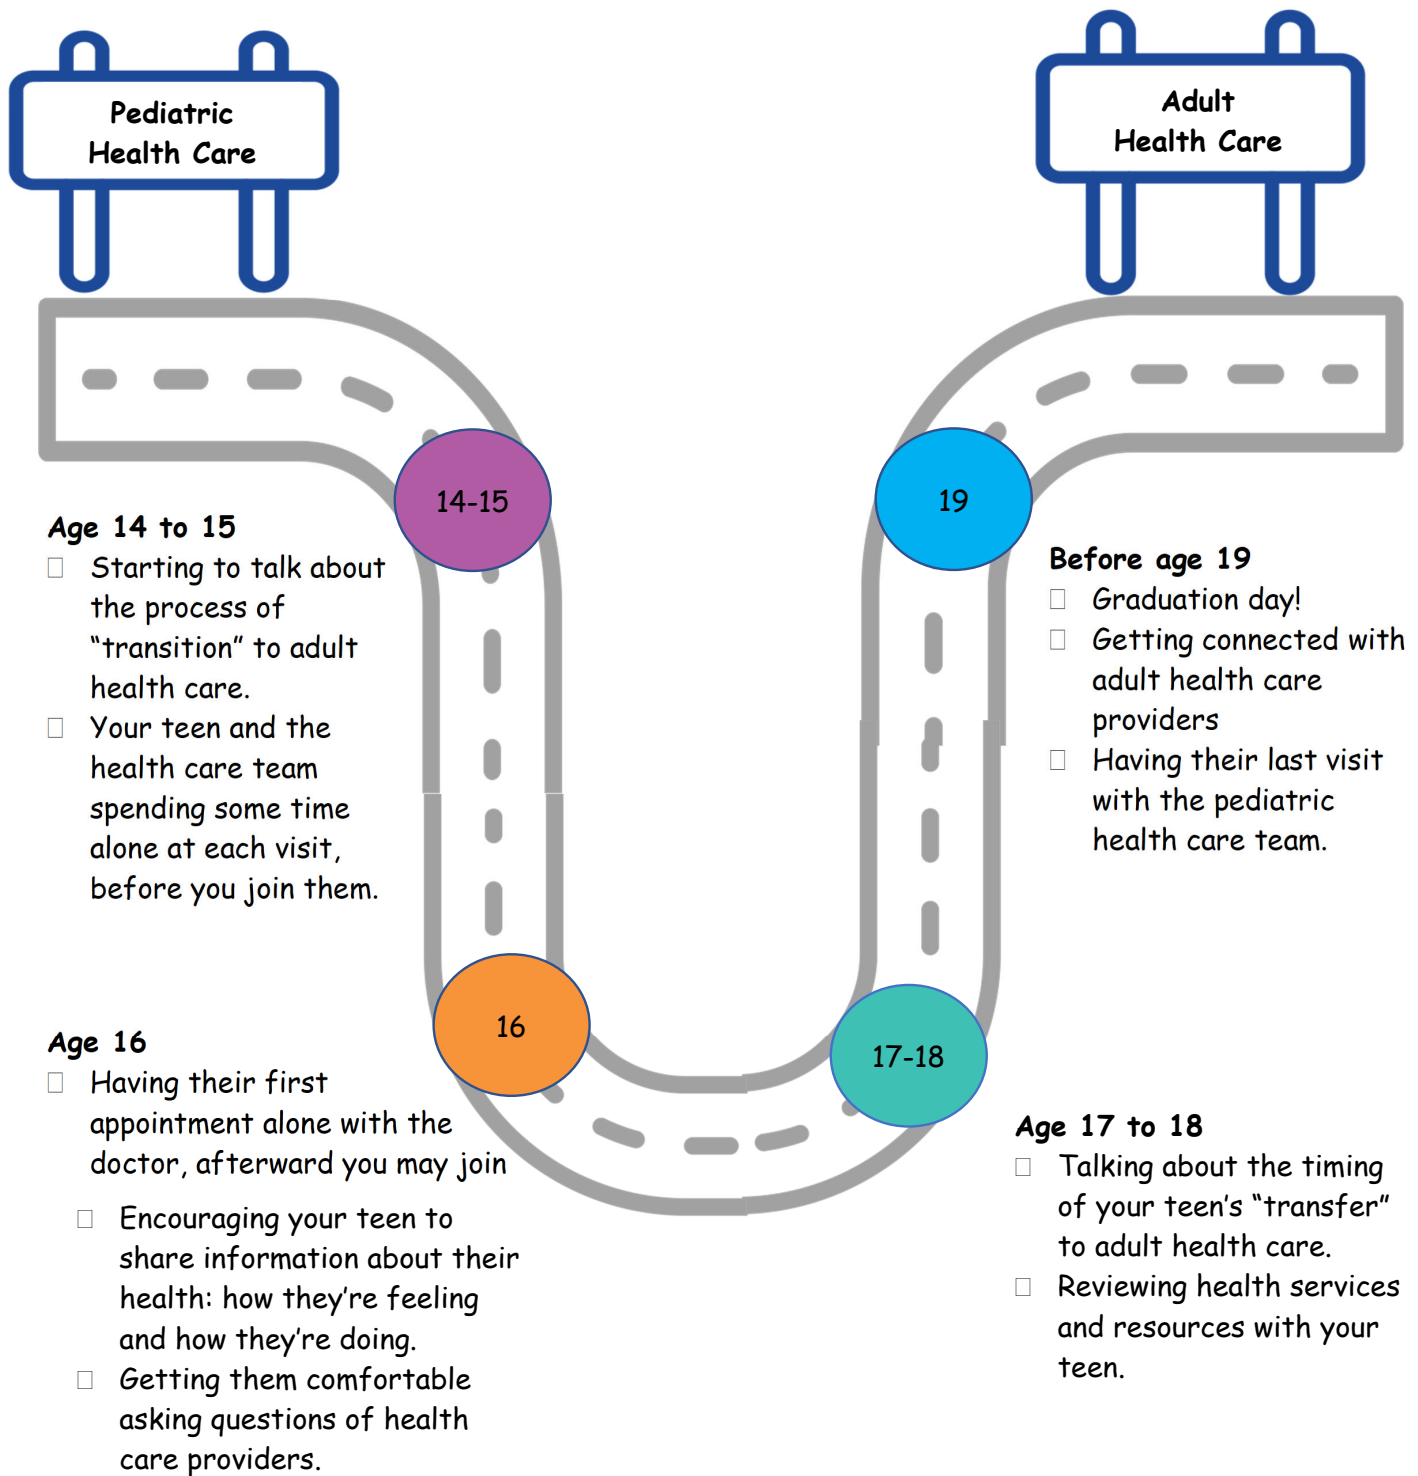 Pediatric
Health Care
Adult
Health Care
14-15
19
Age 14 to 15
Starting to talk about
the process of
“transition” to adult
health care.
Your teen and the
health care team
spending some time
alone at each visit,
before you join them.
Before age 19
Graduation day!
Getting connected with
adult health care
providers
Having their last visit
with the pediatric
health care team.
16
17-18
Age 16
Having their first
appointment alone with the
doctor, afterward you may join
Encouraging your teen to
share information about their
health: how they’re feeling
and how they’re doing.
Getting them comfortable
asking questions of health
care providers.
Age 17 to 18
Talking about the timing
of your teen’s “transfer”
to adult health care.
Reviewing health services
and resources with your
teen.